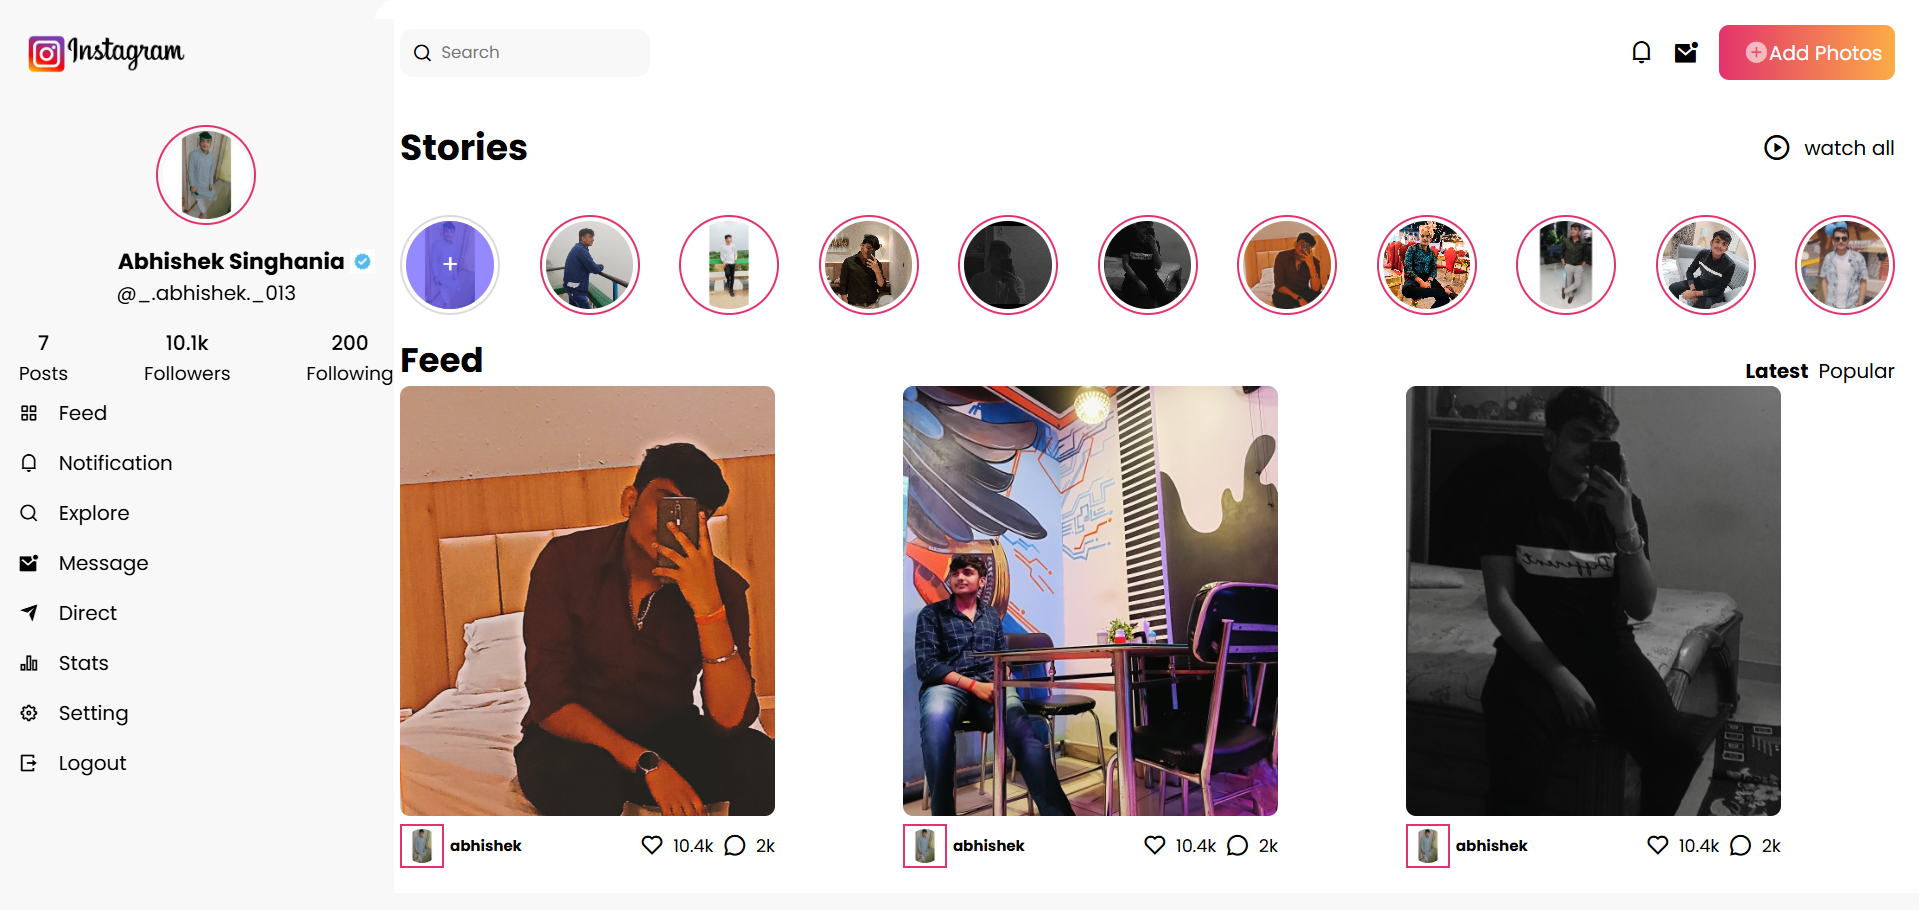 Instagram
Search
Add Photos
Stories
watch all
Abhishek Singhania
@_.abhishek._013
7
10.1k
200
Posts
Followers
Following
Feed
Notification
Explore
Message
Direct
Stats
Setting
Logout
Feed
Latest Popular
Different
abhishek
10.4k
2k
abhishek
10.4k
2k
abhishek
10.4k
2k